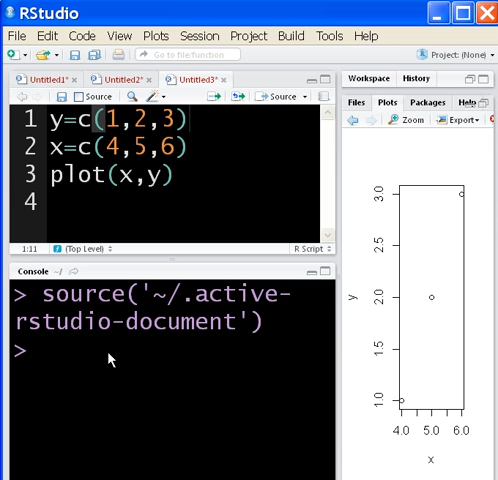 RStudio
File Edit Code View Plots Session Project Build Tools Help
Go to file/function
Project: (None)
Untitled1* Untitled2* Untitled3*
Source
Source
1 y=c(1,2,3)
2 x=c(4,5,6)
3 plot(x,y)
4
1:11 (Top Level) R Script
Console ~/
> source('~/.active-
rstudio-document')
>
Workspace History
Files Plots Packages Help
Zoom Export
3.0
2.5
2.0
1.5
1.0
y
4.0 5.0 6.0
x